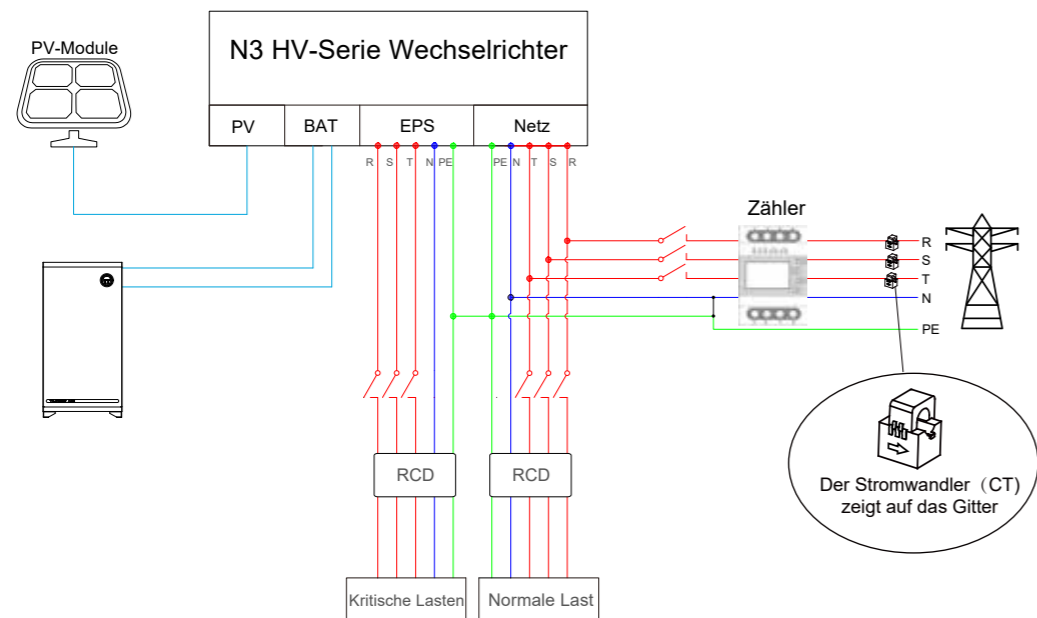 N3 HV-Serie Wechselrichter
PV-Module
PV
BAT
EPS
Netz
R
S
T
N
PE
PE
N
T
S
R
Zähler
R
S
T
N
PE
RCD
RCD
Der Stromwandler（CT)
zeigt auf das Gitter
Kritische Lasten
Normale Last